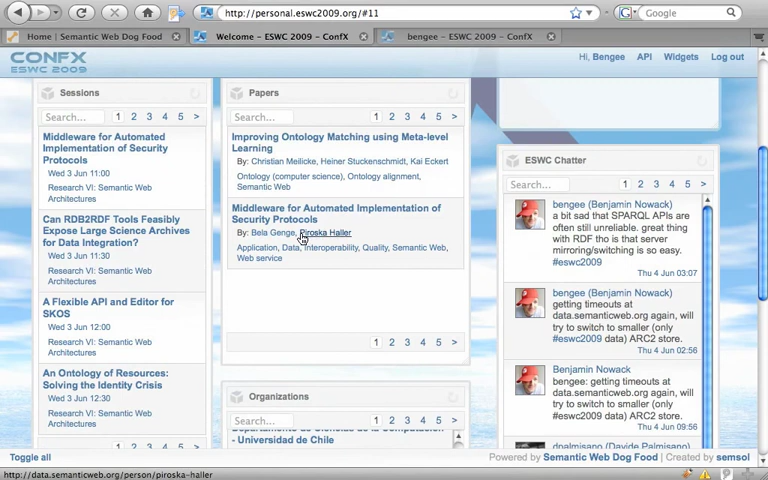 http://personal.eswc2009.org/#11
Google
Home | Semantic Web Dog Food
Welcome – ESWC 2009 – ConfX
bengee – ESWC 2009 – ConfX
CONFX
ESWC 2009
Hi, Bengee API Widgets Log out
Sessions
Search... 1 2 3 4 5 >
Middleware for Automated
Implementation of Security
Protocols
Wed 3 Jun 11:00
Research VI: Semantic Web
Architectures
Can RDB2RDF Tools Feasibly
Expose Large Science Archives
for Data Integration?
Wed 3 Jun 11:30
Research VI: Semantic Web
Architectures
A Flexible API and Editor for
SKOS
Wed 3 Jun 12:00
Research VI: Semantic Web
Architectures
An Ontology of Resources:
Solving the Identity Crisis
Wed 3 Jun 12:30
Research VI: Semantic Web
Architectures
1 2 3 4 5 >
Papers
Search... 1 2 3 4 5 >
Improving Ontology Matching using Meta-level
Learning
By: Christian Meilicke, Heiner Stuckenschmidt, Kai Eckert
Ontology (computer science), Ontology alignment,
Semantic Web
Middleware for Automated Implementation of
Security Protocols
By: Bela Genge, Piroska Haller
Application, Data, Interoperability, Quality, Semantic Web,
Web service
1 2 3 4 5 >
Organizations
Search... 1 2 3 4 5 >
Departamento de Ciencias de la Computación -
- Universidad de Chile
ESWC Chatter
Search... 1 2 3 4 5 >
bengee (Benjamin Nowack)
a bit sad that SPARQL APIs are
often still unreliable. great
thing with RDF tho is that server
mirroring/switching is so easy.
#eswc2009
Thu 4 Jun 03:07
bengee (Benjamin Nowack)
getting timeouts at
data.semanticweb.org again, will
try to switch to smaller (only
#eswc2009 data) ARC2 server.
Thu 4 Jun 02:56
Benjamin Nowack
bengee: getting timeouts at
data.semanticweb.org again,
will try to switch to smaller
(only #eswc2009 data) ARC2
server.
Thu 4 Jun 09:56
dpalmisano (Davide Palmisano)
Toggle all
Powered by Semantic Web Dog Food | Created by semsol
http://data.semanticweb.org/person/piroska-haller